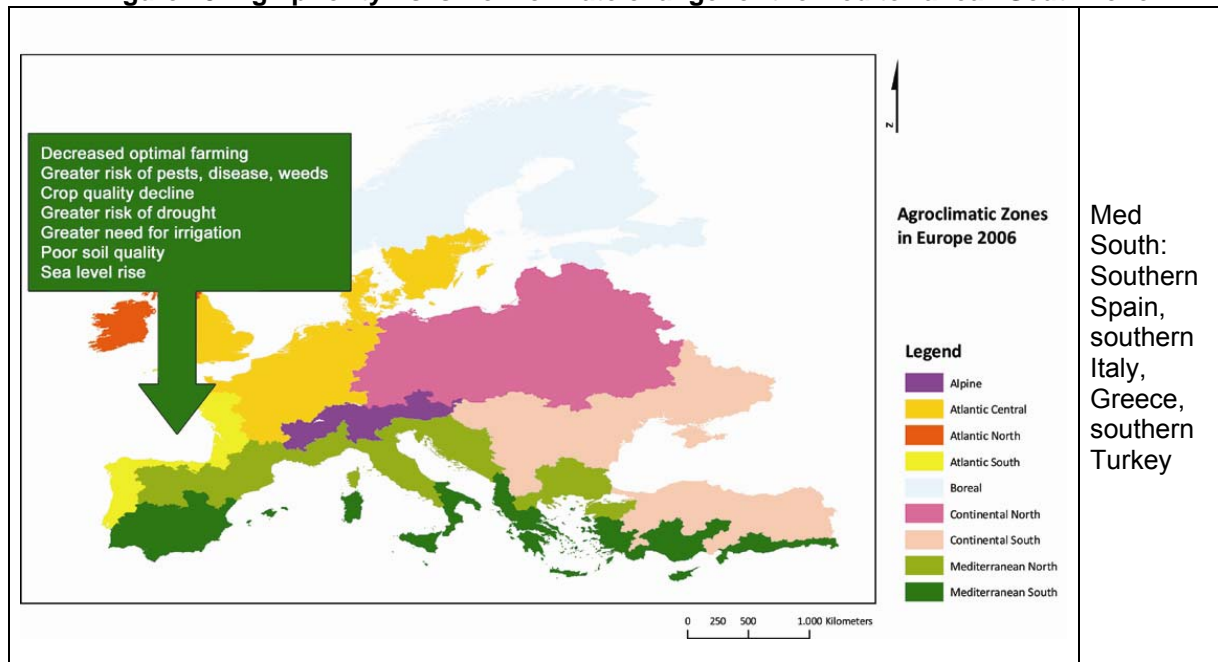 Decreased optimal farming
Greater risk of pests, disease, weeds
Crop quality decline
Greater risk of drought
Greater need for irrigation
Poor soil quality
Sea level rise
N
Agroclimatic Zones
in Europe 2006
Legend
Alpine
Atlantic Central
Atlantic North
Atlantic South
Boreal
Continental North
Continental South
Mediterranean North
Mediterranean South
0 250 500 1.000 Kilometers
Med
South:
Southern
Spain,
southern
Italy,
Greece,
southern
Turkey